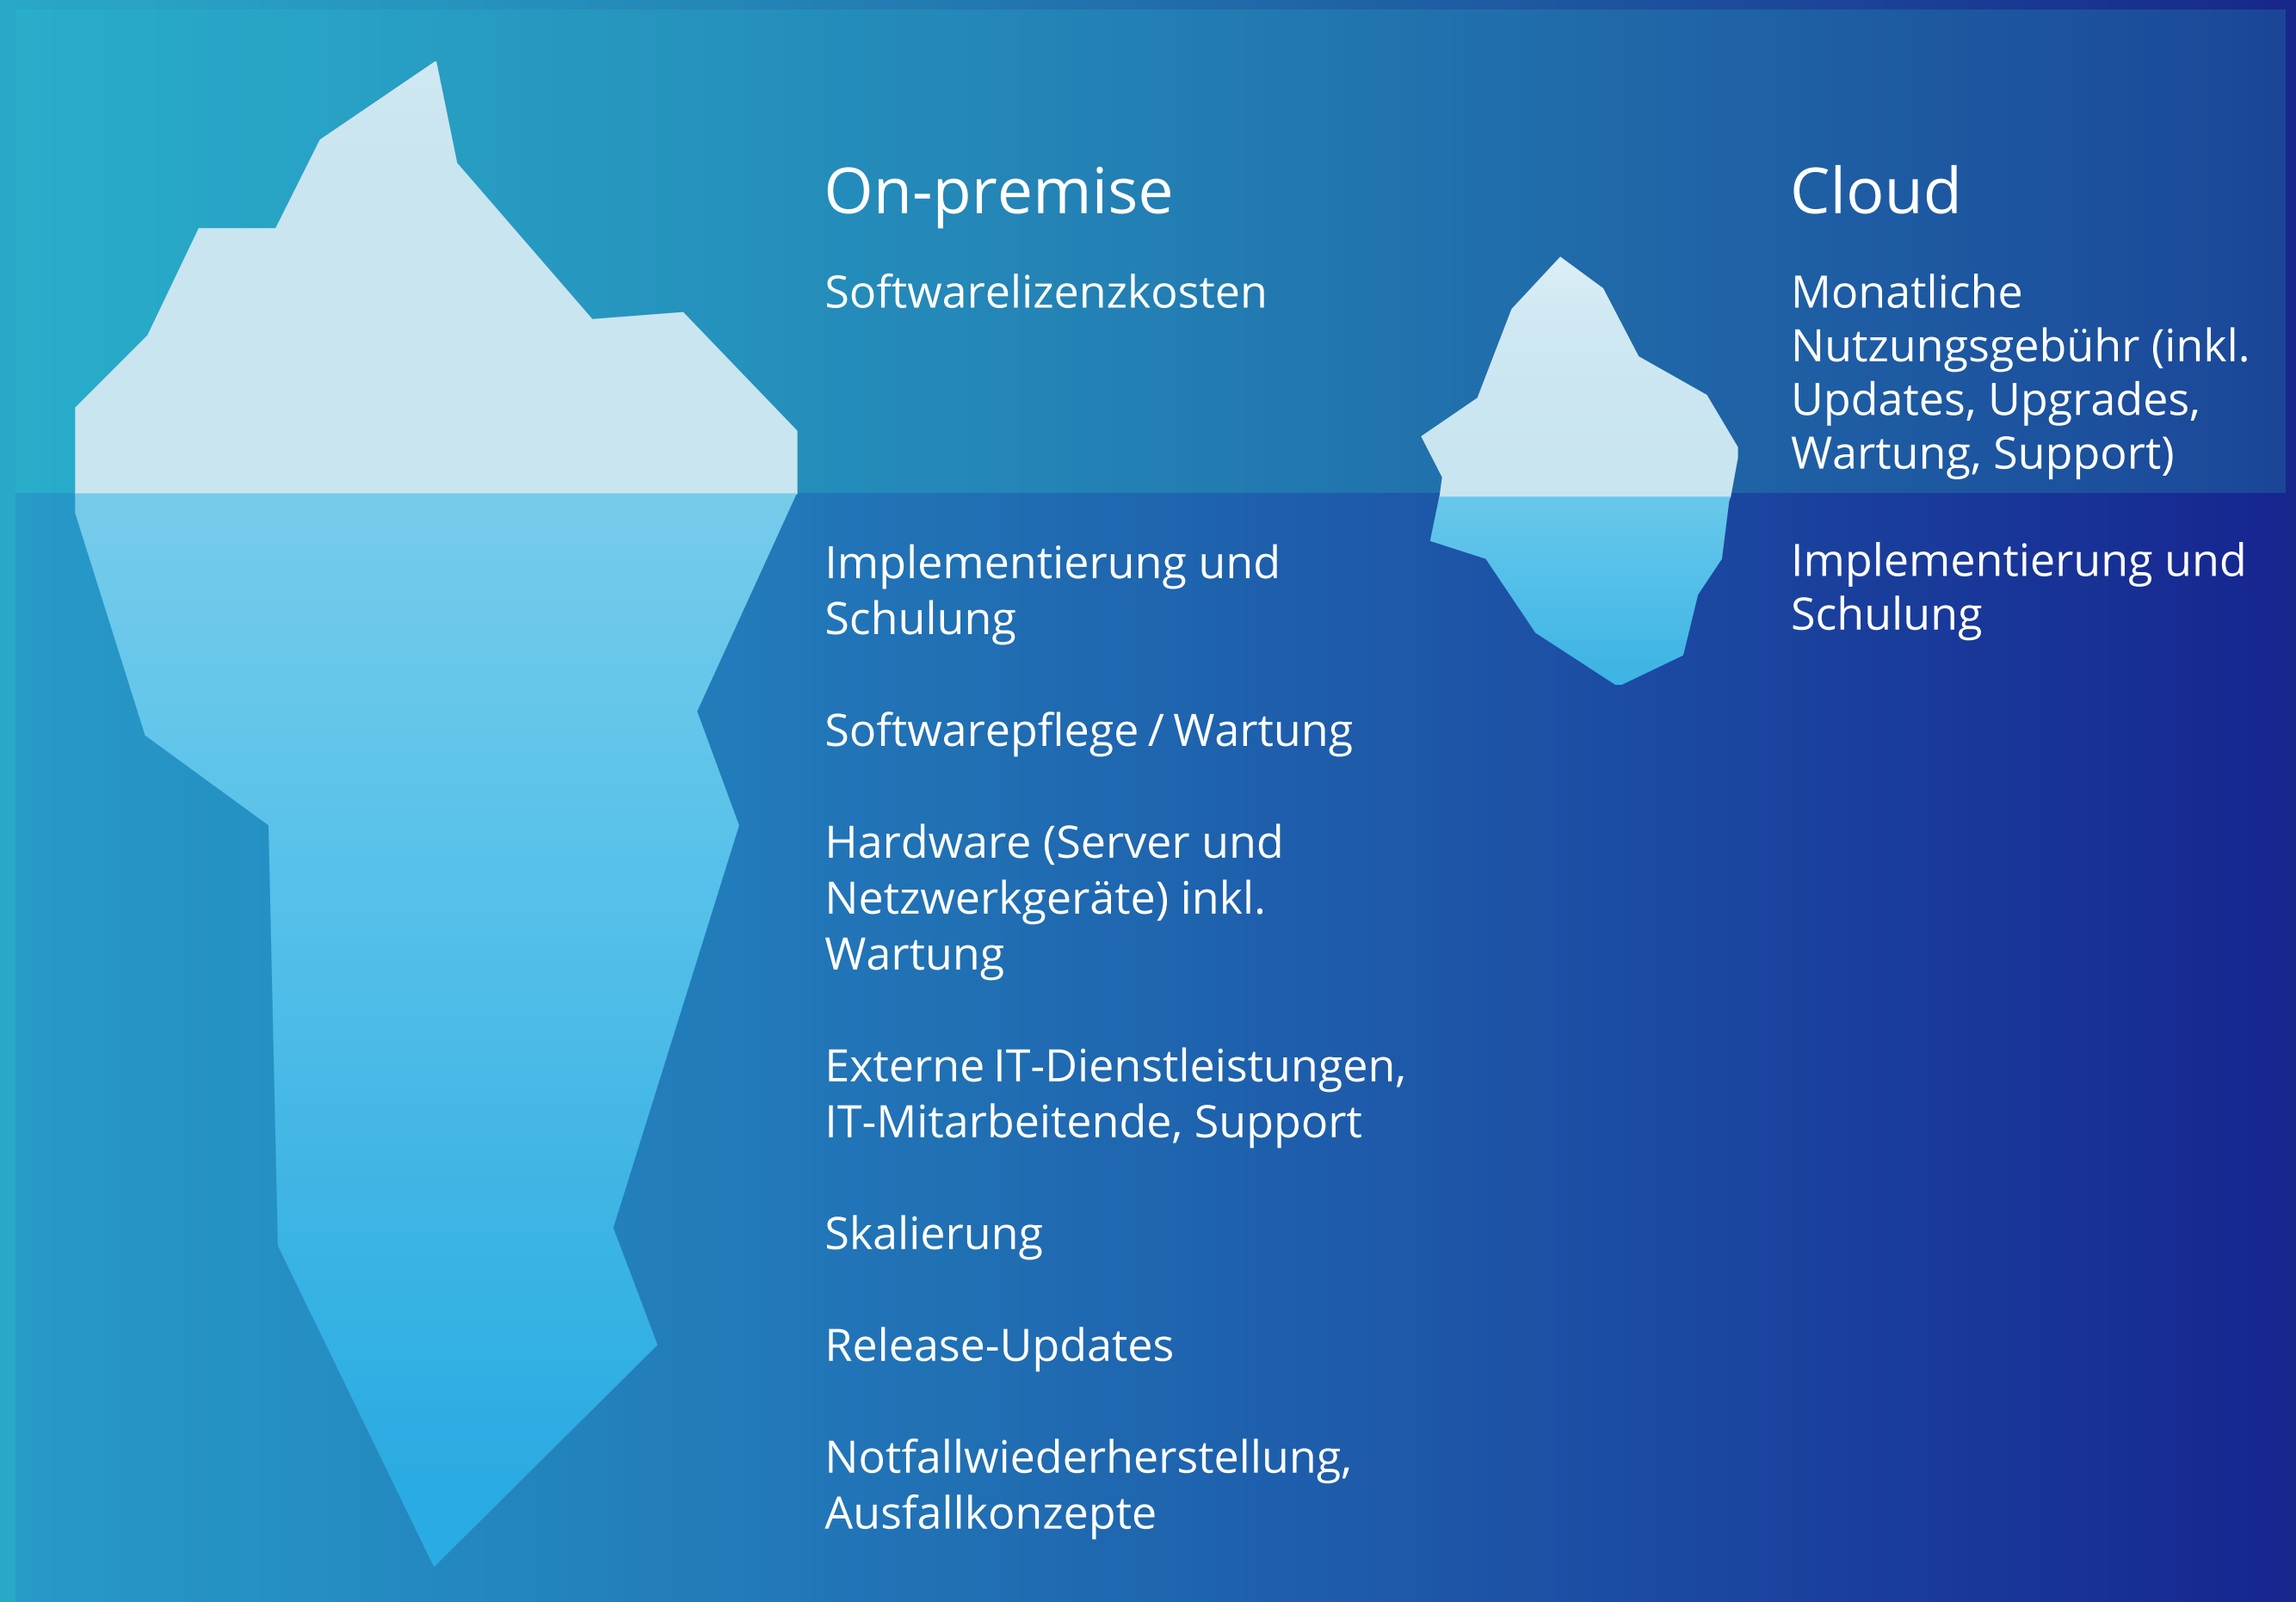 On-premise
Softwarelizenzkosten
Implementierung und
Schulung
Softwarepflege / Wartung
Hardware (Server und
Netzwerkgeräte) inkl.
Wartung
Externe IT-Dienstleistungen,
IT-Mitarbeitende, Support
Skalierung
Release-Updates
Notfallwiederherstellung,
Ausfallkonzepte
Cloud
Monatliche
Nutzungsgebühr (inkl.
Updates, Upgrades,
Wartung, Support)
Implementierung und
Schulung